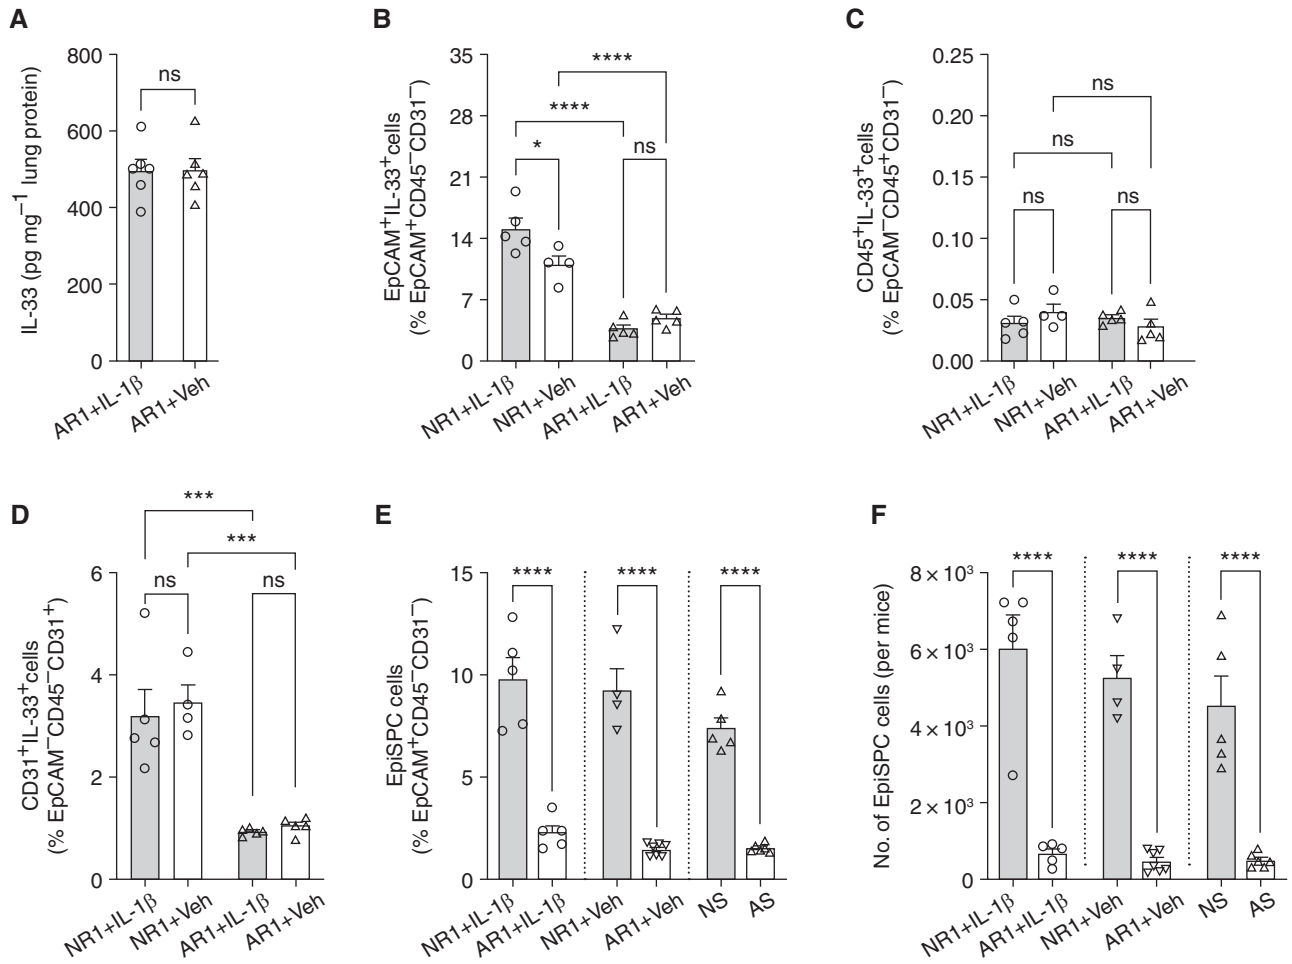 A
IL-33 (pg mg⁻¹ lung protein)
800
600
400
200
0
ns
AR1+IL-1β
AR1+Veh
B
EpCAM⁺IL-33⁺cells
(% EpCAM⁺CD45⁻CD31⁻)
35
28
21
14
7
0
****
****
*
ns
NR1+IL-1β
NR1+Veh
AR1+IL-1β
AR1+Veh
C
CD45⁺IL-33⁺cells
(% EpCAM⁻CD45⁺CD31⁻)
0.25
0.20
0.15
0.10
0.05
0.00
ns
ns
ns
ns
NR1+IL-1β
NR1+Veh
AR1+IL-1β
AR1+Veh
D
CD31⁺IL-33⁺cells
(% EpCAM⁻CD45⁻CD31⁺)
6
4
2
0
***
***
ns
ns
NR1+IL-1β
NR1+Veh
AR1+IL-1β
AR1+Veh
E
EpiSPC cells
(% EpCAM⁺CD45⁻CD31⁻)
15
10
5
0
****
****
****
NR1+IL-1β
AR1+IL-1β
NR1+Veh
AR1+Veh
NS
AS
F
No. of EpiSPC cells (per mice)
8 × 10³
6 × 10³
4 × 10³
2 × 10³
0
****
****
****
NR1+IL-1β
AR1+IL-1β
NR1+Veh
AR1+Veh
NS
AS